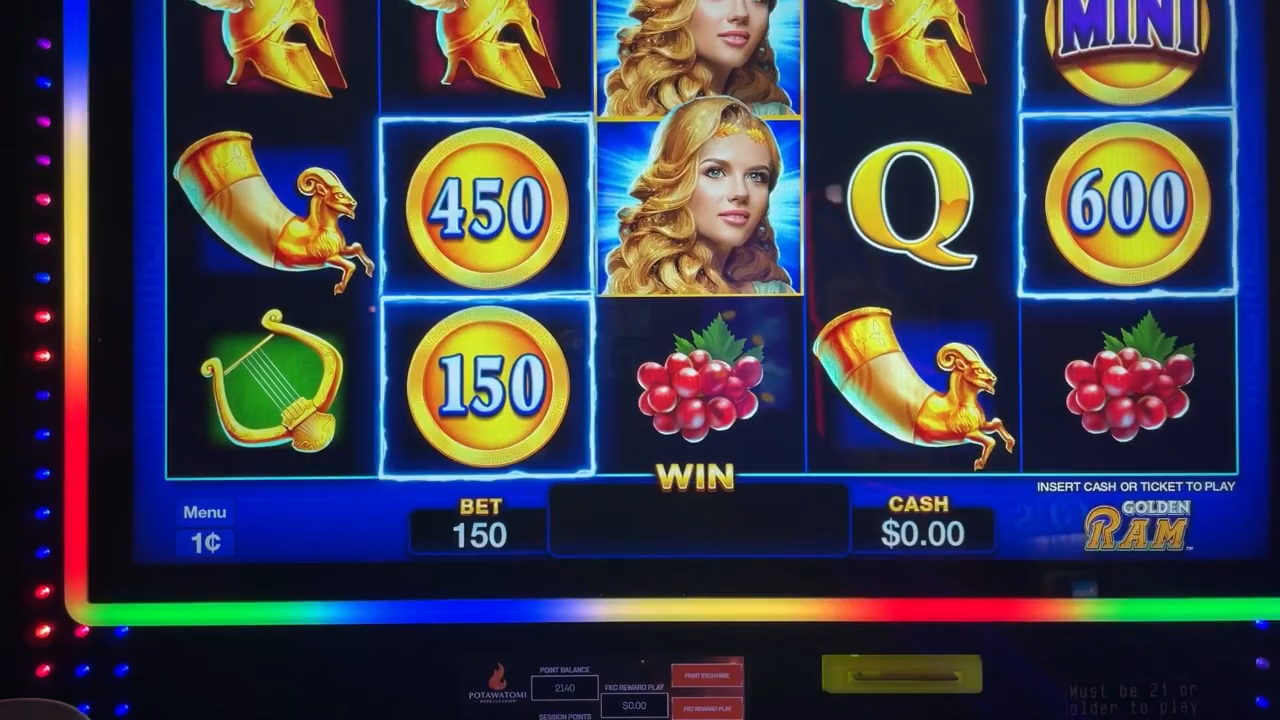 MINI
450
Q
600
150
WIN
INSERT CASH OR TICKET TO PLAY
Menu
1¢
BET
150
CASH
$0.00
GOLDEN
RAM™
POTAWATOMI
POINT BALANCE
2140
SESSION POINTS
FKC REWARD PLAY
$0.00
POINT EXCHANGE
FKC REWARD PLAY
Must be 21 or
older to play